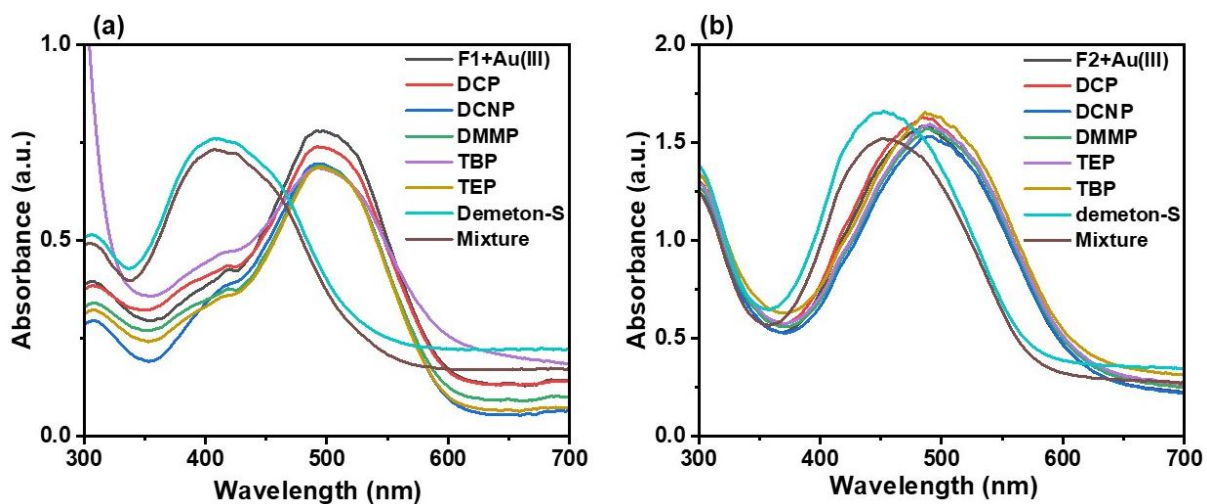 (a)
1.0
0.5
0.0
300
400
500
600
700
Absorbance (a.u.)
Wavelength (nm)
F1+Au(III)
DCP
DCNP
DMMP
TBP
TEP
Demeton-S
Mixture
(b)
2.0
1.5
1.0
0.5
0.0
300
400
500
600
700
Absorbance (a.u.)
Wavelength (nm)
F2+Au(III)
DCP
DCNP
DMMP
TEP
TBP
demeton-S
Mixture